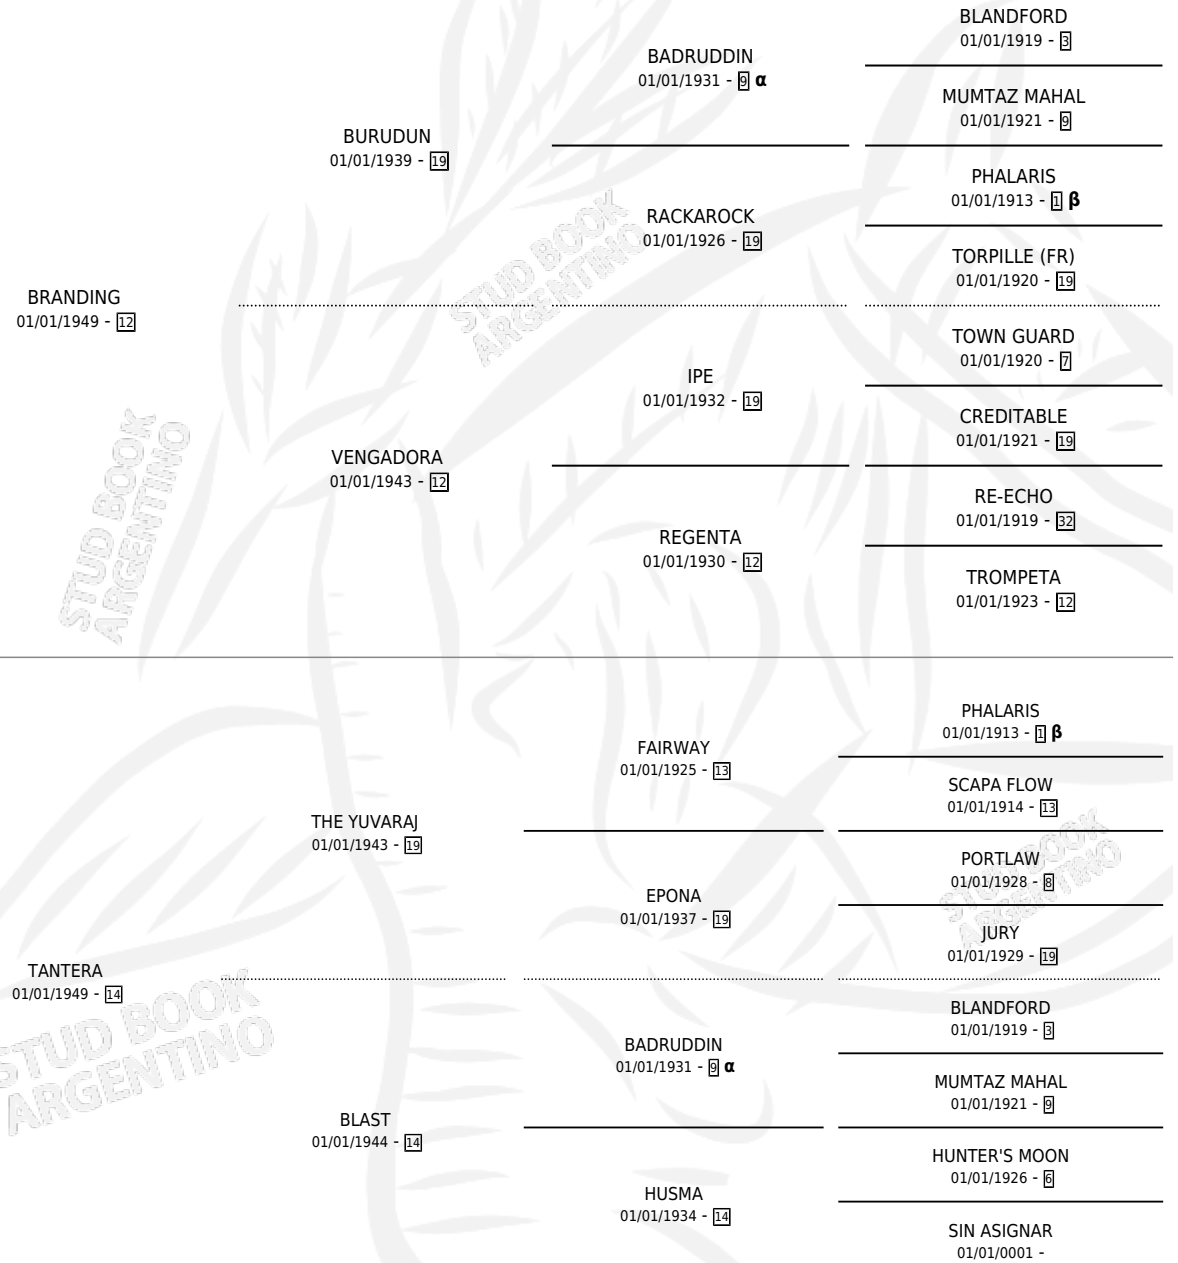 BLANDFORD
01/01/1919 - 3
BADRUDDIN
01/01/1931 - 9 α
MUMTAZ MAHAL
01/01/1921 - 9
BURUDUN
01/01/1939 - 19
PHALARIS
01/01/1913 - 1 β
RACKAROCK
01/01/1926 - 19
TORPILLE (FR)
01/01/1920 - 19
BRANDING
01/01/1949 - 12
TOWN GUARD
01/01/1920 - 7
IPE
01/01/1932 - 19
CREDITABLE
01/01/1921 - 19
VENGADORA
01/01/1943 - 12
RE-ECHO
01/01/1919 - 32
REGENTA
01/01/1930 - 12
TROMPETA
01/01/1923 - 12
PHALARIS
01/01/1913 - 1 β
FAIRWAY
01/01/1925 - 13
SCAPA FLOW
01/01/1914 - 13
THE YUVARAJ
01/01/1943 - 19
PORTLAW
01/01/1928 - 8
EPONA
01/01/1937 - 19
JURY
01/01/1929 - 19
TANTERA
01/01/1949 - 14
BLANDFORD
01/01/1919 - 3
BADRUDDIN
01/01/1931 - 9 α
MUMTAZ MAHAL
01/01/1921 - 9
BLAST
01/01/1944 - 14
HUNTER'S MOON
01/01/1926 - 6
HUSMA
01/01/1934 - 14
SIN ASIGNAR
01/01/0001 -
STUD BOOK
ARGENTINO
STUD BOOK
ARGENTINO
STUD BOOK
ARGENTINO
STUD BOOK
ARGENTINO